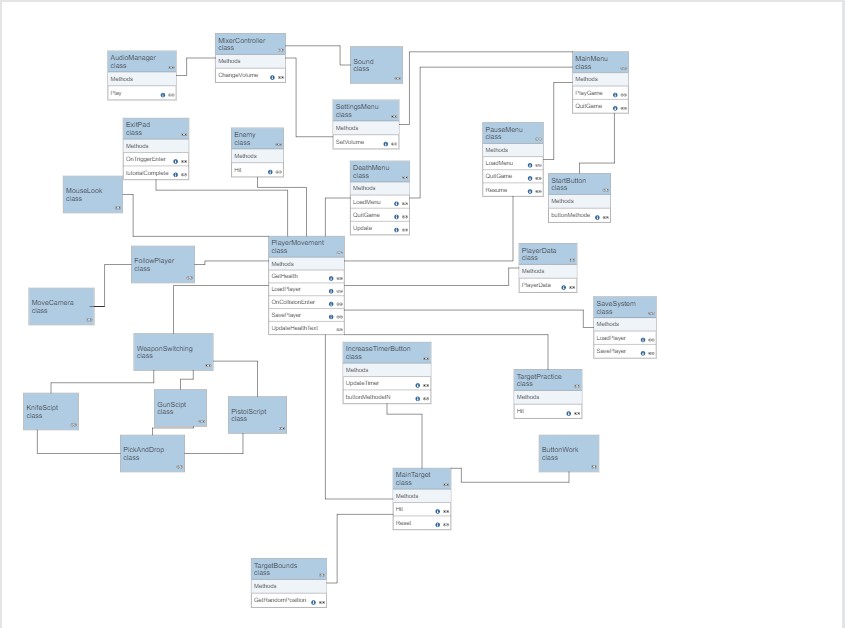 MixerController
class
Methods
ChangeVolume
AudioManager
class
Methods
Play
Sound
class
MainMenu
class
Methods
PlayGame
QuitGame
SettingsMenu
class
Methods
SetVolume
ExitPad
class
Methods
OnTriggerEnter
tutorialComplete
Enemy
class
Methods
Hit
PauseMenu
class
Methods
LoadMenu
QuitGame
Resume
DeathMenu
class
Methods
LoadMenu
QuitGame
Update
StartButton
class
Methods
buttonMethode
MouseLook
class
PlayerMovement
class
Methods
GetHealth
LoadPlayer
OnCollisionEnter
SavePlayer
UpdateHealthText
FollowPlayer
class
PlayerData
class
Methods
PlayerData
MoveCamera
class
SaveSystem
class
Methods
LoadPlayer
SavePlayer
WeaponSwitching
class
IncreaseTimerButton
class
Methods
UpdateTimer
buttonMethodeIN
TargetPractice
class
Methods
Hit
KnifeScipt
class
GunScipt
class
PistolScript
class
PickAndDrop
class
ButtonWork
class
MainTarget
class
Methods
Hit
Reset
TargetBounds
class
Methods
GetRandomPosition